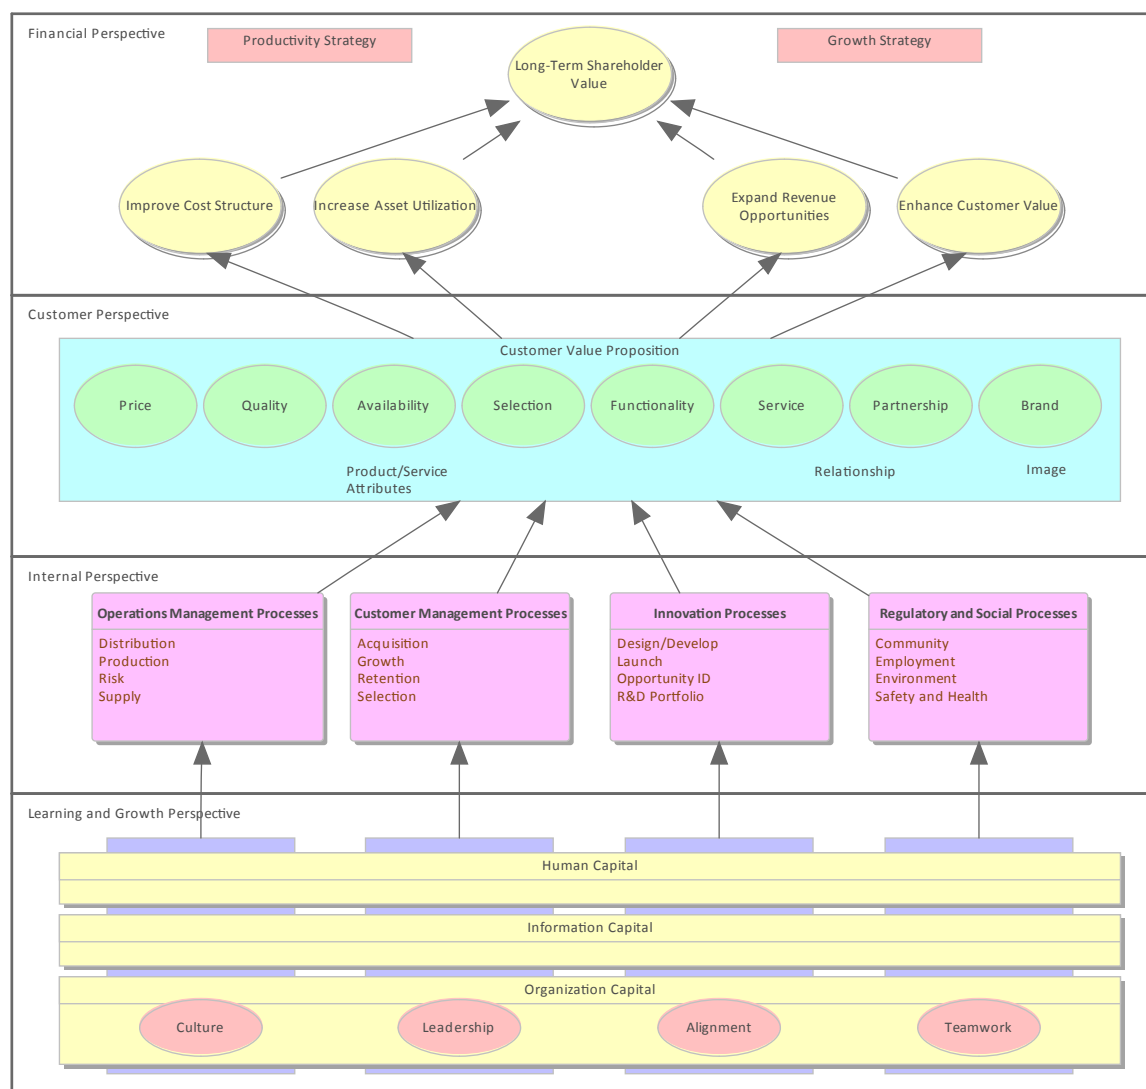 Financial Perspective
Productivity Strategy
Growth Strategy
Long-Term Shareholder
Value
Improve Cost Structure
Increase Asset Utilization
Expand Revenue
Opportunities
Enhance Customer Value
Customer Perspective
Customer Value Proposition
Price
Quality
Availability
Selection
Functionality
Service
Partnership
Brand
Product/Service
Attributes
Relationship
Image
Internal Perspective
Operations Management Processes
Distribution
Production
Risk
Supply
Customer Management Processes
Acquisition
Growth
Retention
Selection
Innovation Processes
Design/Develop
Launch
Opportunity ID
R&D Portfolio
Regulatory and Social Processes
Community
Employment
Environment
Safety and Health
Learning and Growth Perspective
Human Capital
Information Capital
Organization Capital
Culture
Leadership
Alignment
Teamwork